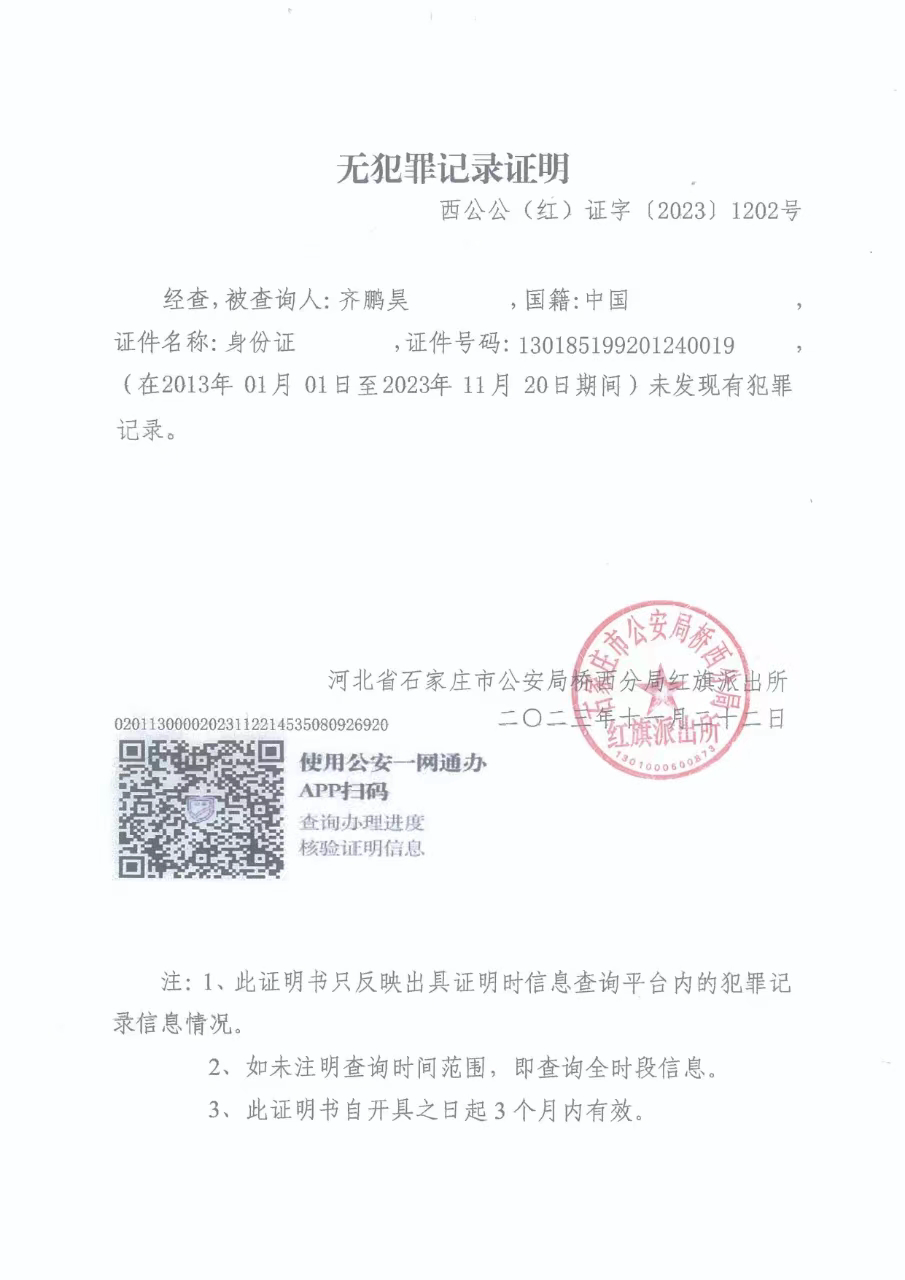 无犯罪记录证明
西公公（红）证字〔2023〕1202号
经查,被查询人:齐鹏昊 ,国籍:中国 ,
证件名称:身份证 ,证件号码:130185199201240019 ,
（在2013年 01月 01日至2023年 11月 20日期间）未发现有犯罪
记录。
石家庄市公安局桥西分局
河北省石家庄市公安局桥西分局红旗派出所
二〇二三年十一月二十二日
红旗派出所
1301000600873
0201130000202311221453508092​6920
使用公安一网通办
APP扫码
查询办理进度
核验证明信息
注：1、此证明书只反映出具证明时信息查询平台内的犯罪记
录信息情况。
2、如未注明查询时间范围，即查询全时段信息。
3、此证明书自开具之日起 3 个月内有效。